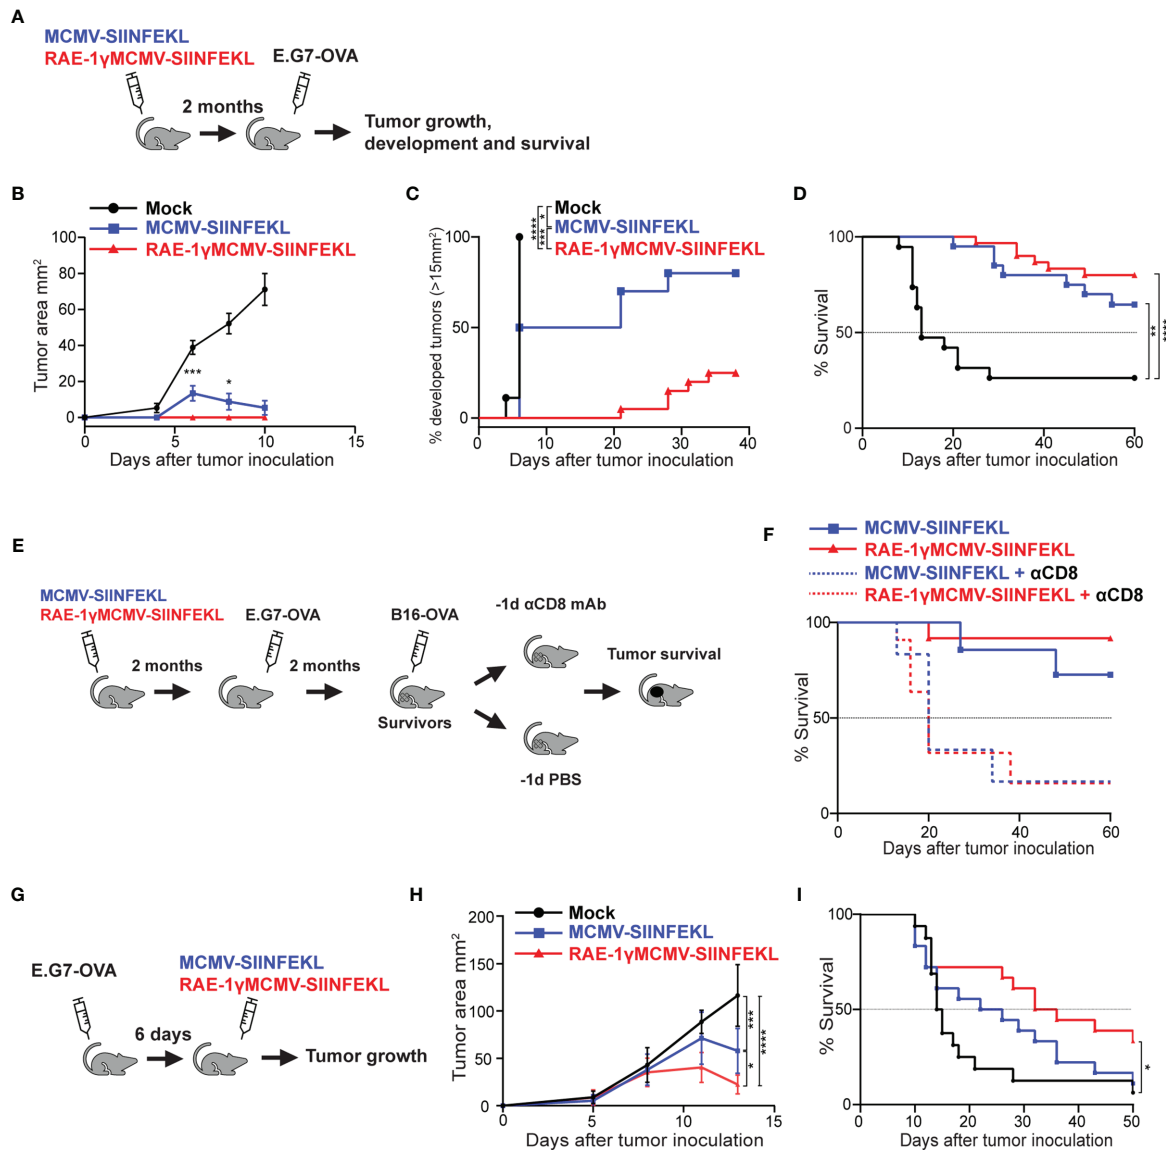 A
MCMV-SIINFEKL
RAE-1γMCMV-SIINFEKL
E.G7-OVA
2 months
Tumor growth,
development and survival
B
Mock
MCMV-SIINFEKL
RAE-1γMCMV-SIINFEKL
Tumor area mm²
100
80
60
40
20
0
***
*
0 5 10 15
Days after tumor inoculation
C
Mock
MCMV-SIINFEKL
RAE-1γMCMV-SIINFEKL
****
***
*
% developed tumors (>15mm²)
100
50
0
0 10 20 30 40
Days after tumor inoculation
D
% Survival
100
50
0
**
****
0 20 40 60
Days after tumor inoculation
E
MCMV-SIINFEKL
RAE-1γMCMV-SIINFEKL
2 months
E.G7-OVA
2 months
B16-OVA
Survivors
-1d αCD8 mAb
-1d PBS
Tumor survival
F
MCMV-SIINFEKL
RAE-1γMCMV-SIINFEKL
MCMV-SIINFEKL + αCD8
RAE-1γMCMV-SIINFEKL + αCD8
% Survival
100
50
0
0 20 40 60
Days after tumor inoculation
G
E.G7-OVA
6 days
MCMV-SIINFEKL
RAE-1γMCMV-SIINFEKL
Tumor growth
H
Mock
MCMV-SIINFEKL
RAE-1γMCMV-SIINFEKL
Tumor area mm²
200
150
100
50
0
***
*
****
0 5 10 15
Days after tumor inoculation
I
% Survival
100
50
0
*
0 10 20 30 40 50
Days after tumor inoculation